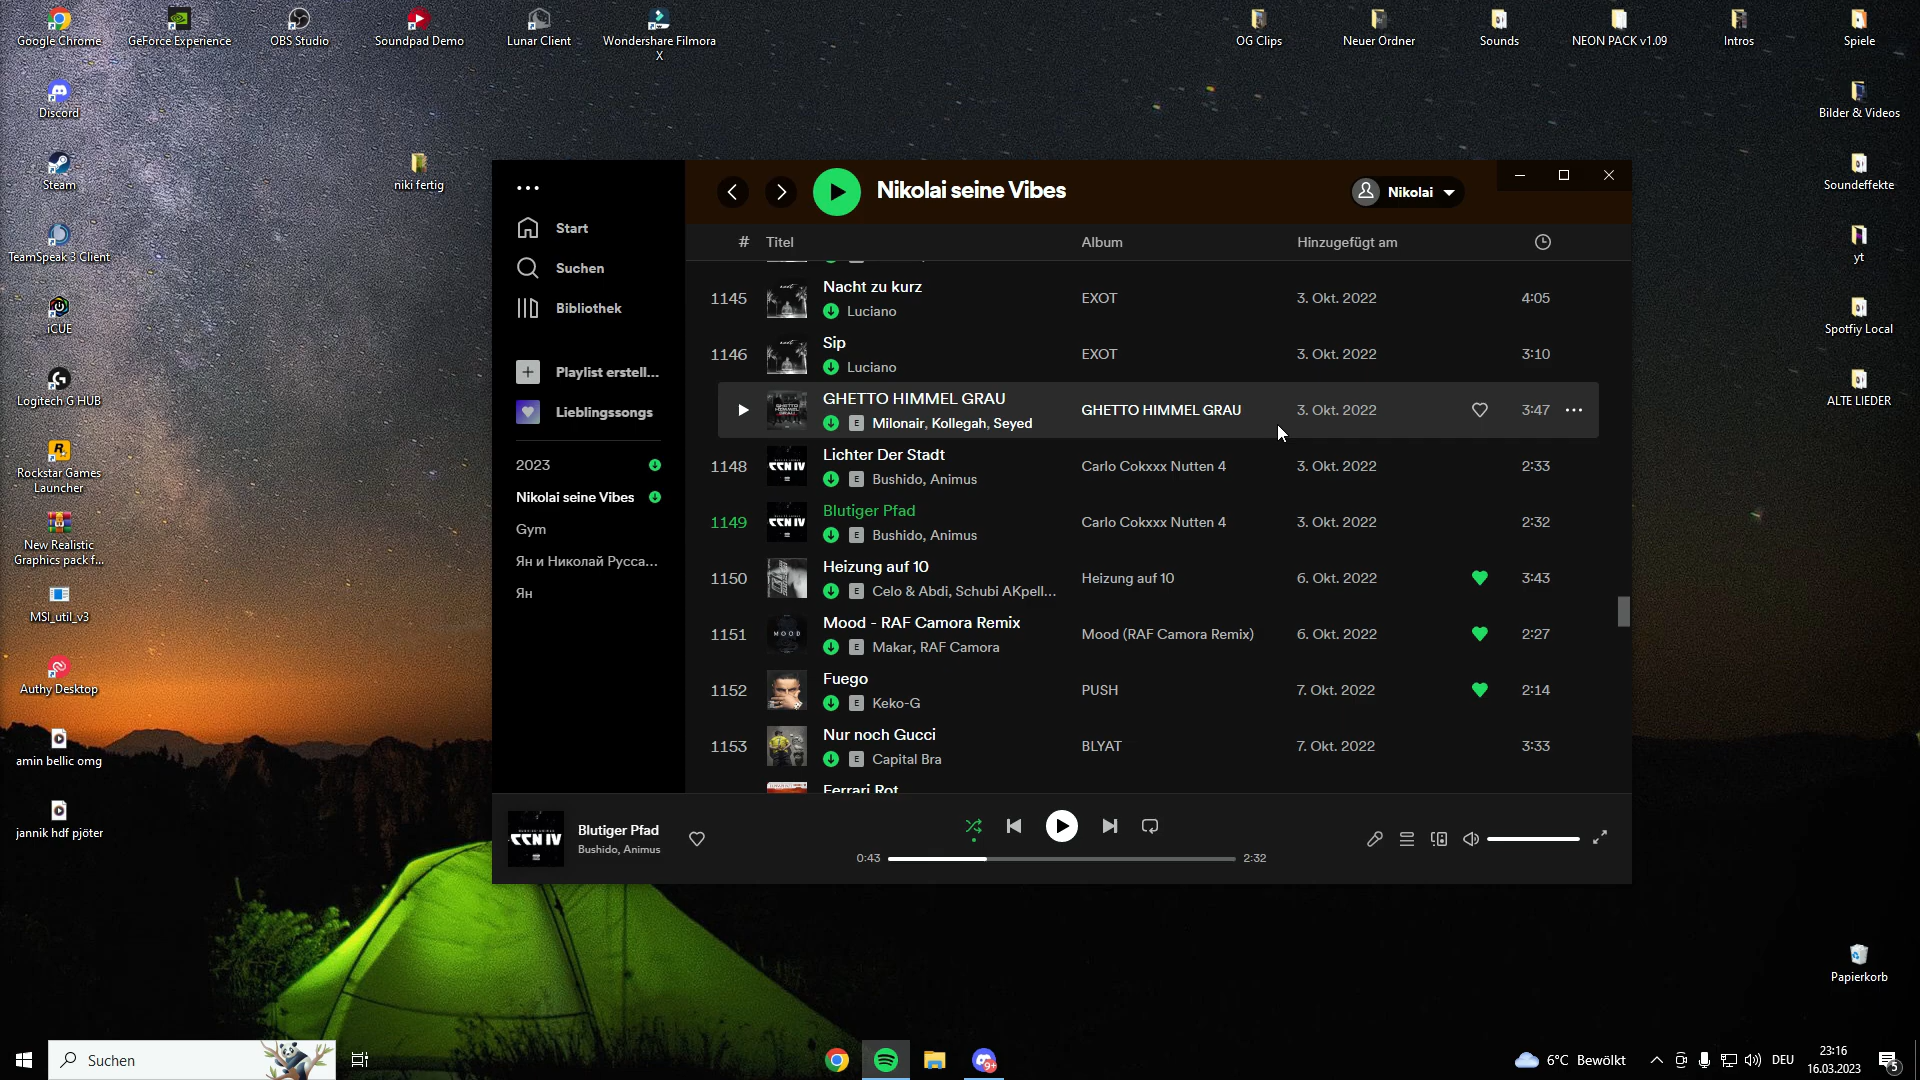 Google Chrome
GeForce Experience
OBS Studio
Soundpad Demo
Lunar Client
Wondershare Filmora
X
OG Clips
Neuer Ordner
Sounds
NEON PACK v1.09
Intros
Spiele
Discord
Bilder & Videos
Steam
niki fertig
Soundeffekte
TeamSpeak 3 Client
yt
iCUE
Spotfiy Local
Logitech G HUB
ALTE LIEDER
Rockstar Games
Launcher
New Realistic
Graphics pack f...
MSI_util_v3
Authy Desktop
amin bellic omg
jannik hdf pjöter
Papierkorb
Start
Suchen
Bibliothek
Playlist erstell...
Lieblingssongs
2023
Nikolai seine Vibes
Gym
Ян и Николай Русса...
Ян
Nikolai seine Vibes
Nikolai
# Titel Album Hinzugefügt am
1145 Nacht zu kurz EXOT 3. Okt. 2022 4:05
Luciano
1146 Sip EXOT 3. Okt. 2022 3:10
Luciano
GHETTO HIMMEL GRAU GHETTO HIMMEL GRAU 3. Okt. 2022 3:47
E Milonair, Kollegah, Seyed
1148 Lichter Der Stadt Carlo Cokxxx Nutten 4 3. Okt. 2022 2:33
E Bushido, Animus
1149 Blutiger Pfad Carlo Cokxxx Nutten 4 3. Okt. 2022 2:32
E Bushido, Animus
1150 Heizung auf 10 Heizung auf 10 6. Okt. 2022 3:43
E Celo & Abdi, Schubi AKpell...
1151 Mood - RAF Camora Remix Mood (RAF Camora Remix) 6. Okt. 2022 2:27
E Makar, RAF Camora
1152 Fuego PUSH 7. Okt. 2022 2:14
E Keko-G
1153 Nur noch Gucci BLYAT 7. Okt. 2022 3:33
E Capital Bra
Ferrari Rot
CCN IV
Blutiger Pfad
Bushido, Animus
0:43
2:32
Suchen
9+
6°C Bewölkt
DEU
23:16
16.03.2023
5